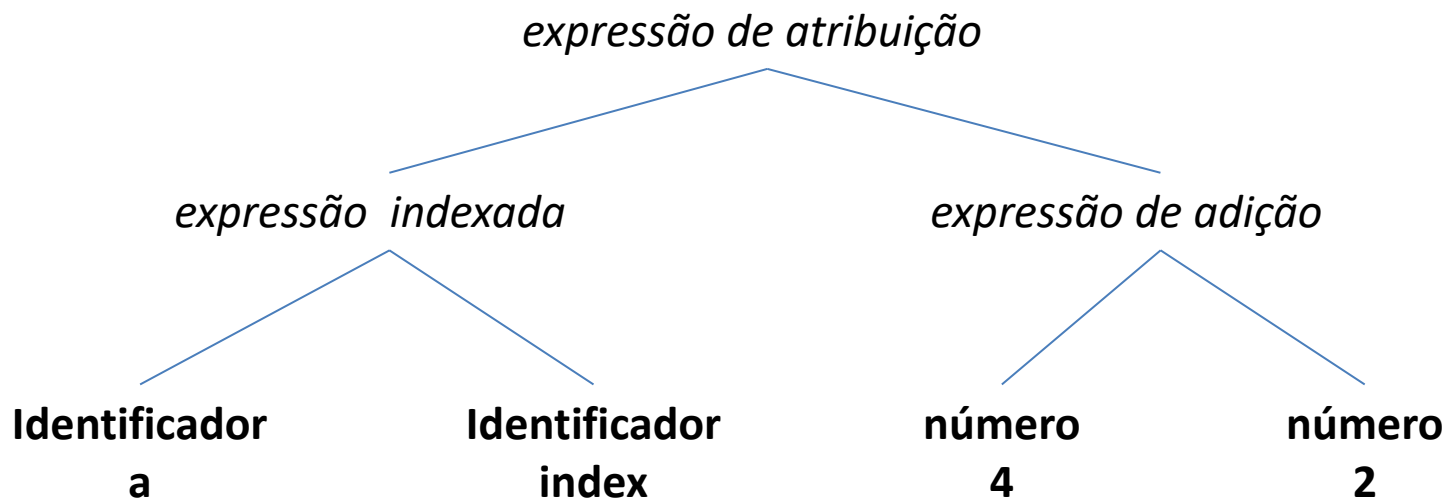 expressão de atribuição
expressão indexada
expressão de adição
Identificador
a
Identificador
index
número
4
número
2